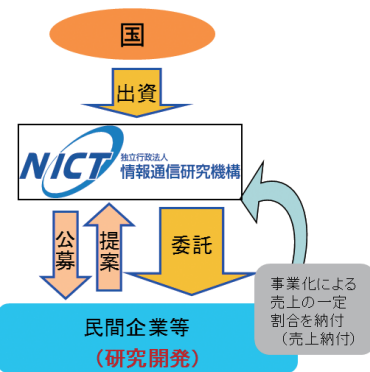 国
出資
NICT
独立行政法人
情報通信研究機構
公募
提案
委託
事業化による
売上の一定
割合を納付
（売上納付）
民間企業等
（研究開発）